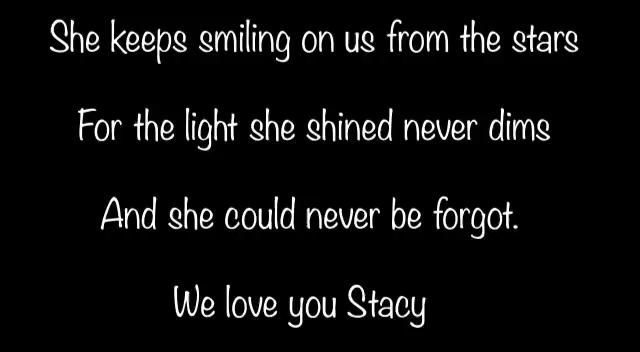 She keeps smiling on us from the stars
For the light she shined never dims
And she could never be forgot.
We love you Stacy